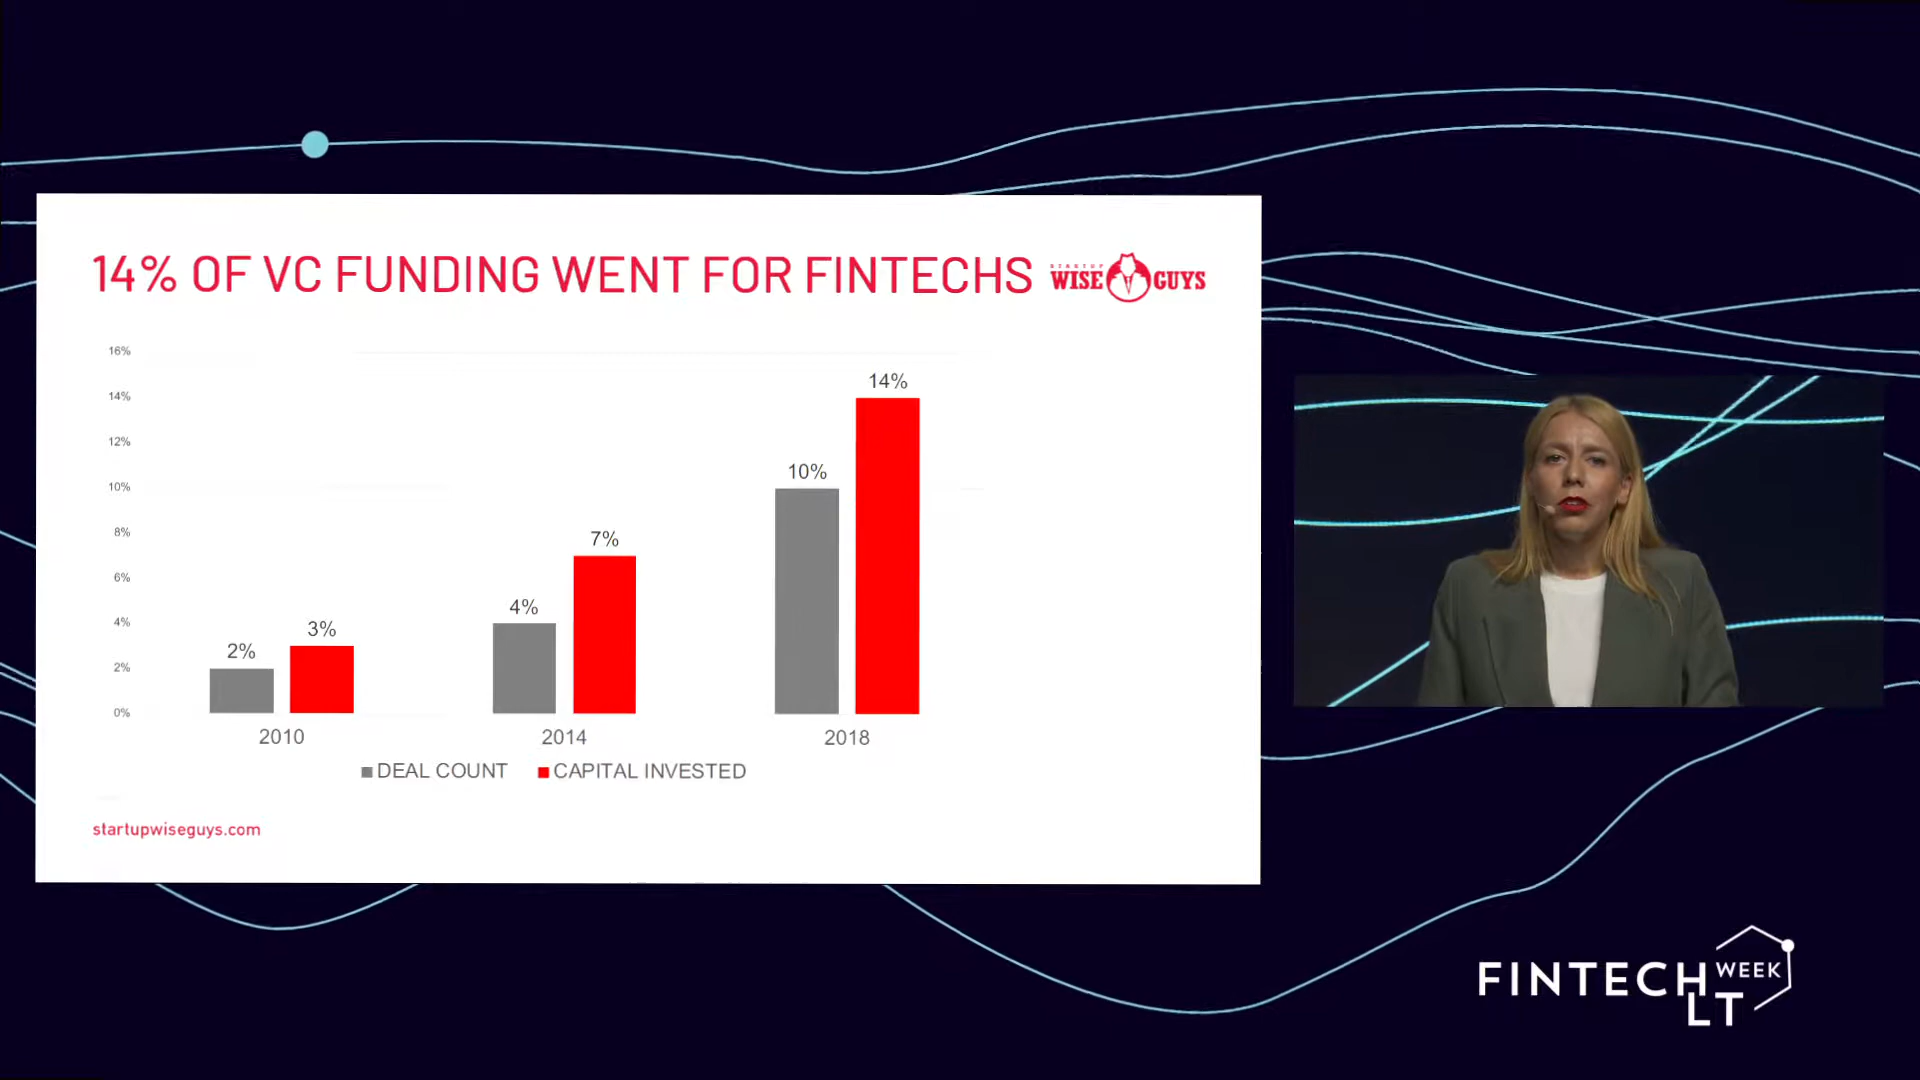 14% OF VC FUNDING WENT FOR FINTECHS
STARTUP
WISE GUYS
16%
14%
12%
10%
8%
6%
4%
2%
0%
2%
3%
4%
7%
10%
14%
2010
2014
2018
DEAL COUNT
CAPITAL INVESTED
startupwiseguys.com
FINTECH WEEK
LT